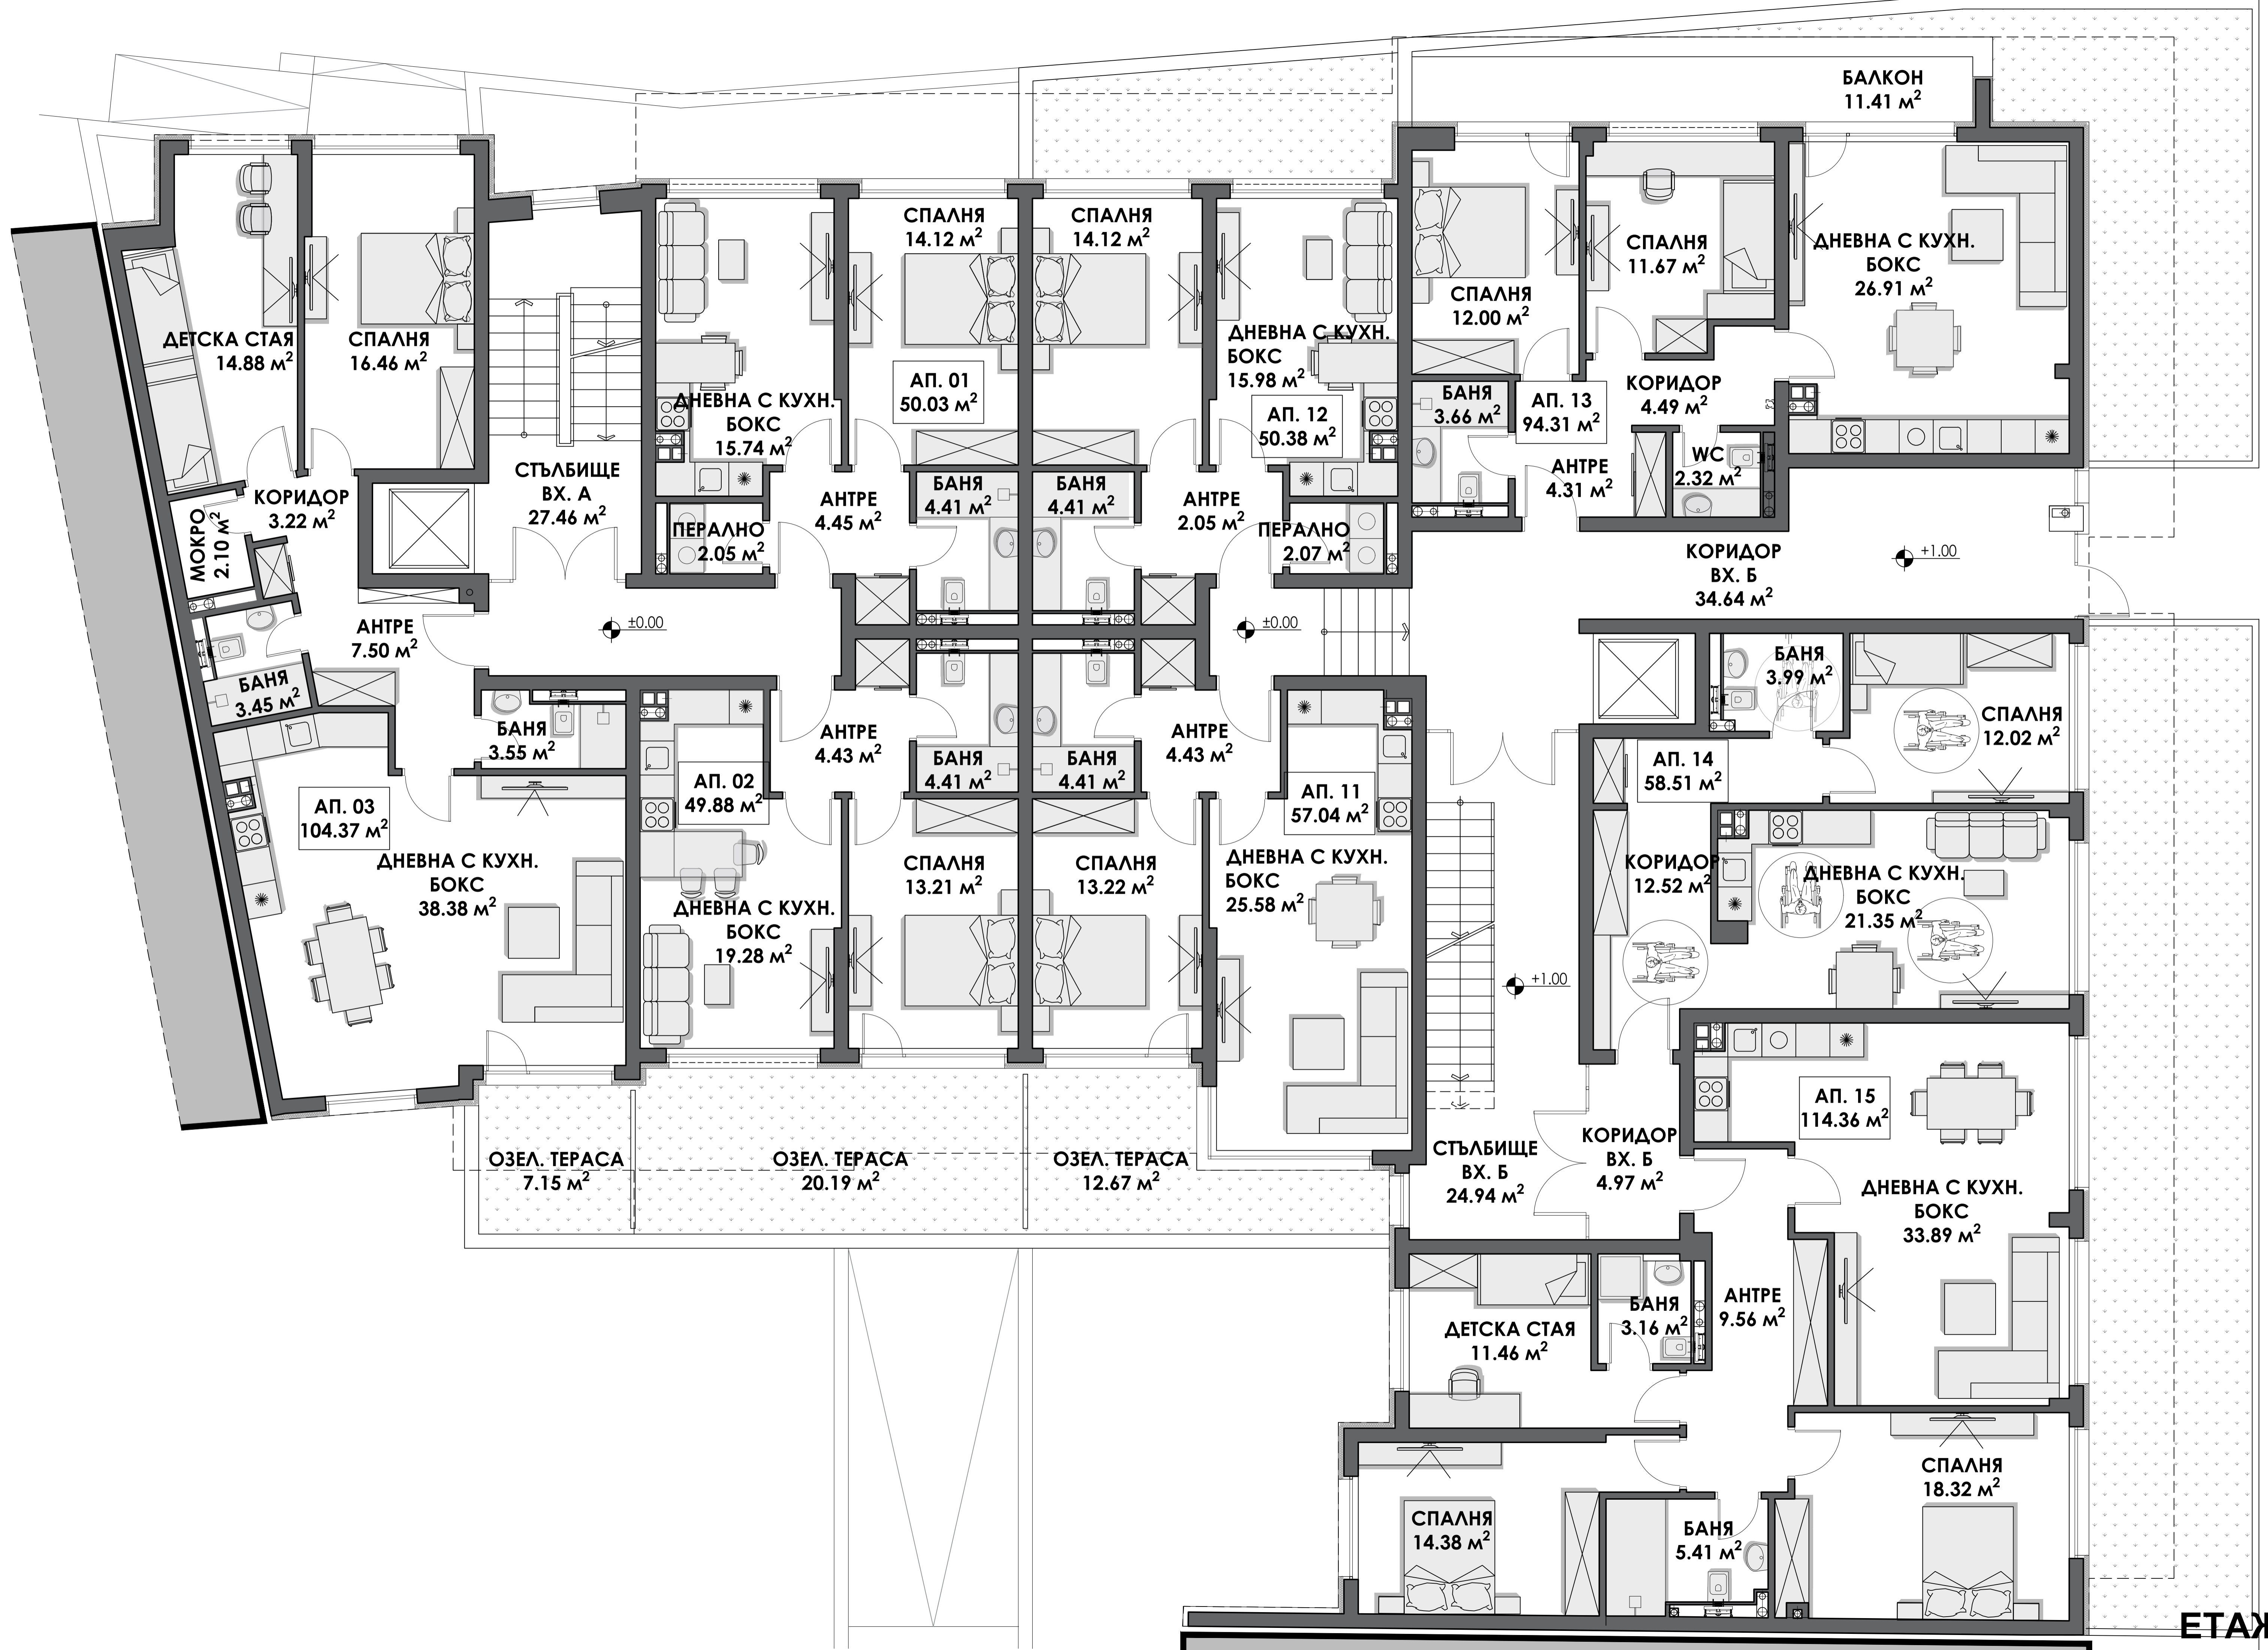 БАЛКОН
11.41 м²
СПАЛНЯ
14.12 м²
СПАЛНЯ
14.12 м²
СПАЛНЯ
11.67 м²
ДНЕВНА С КУХН.
БОКС
26.91 м²
СПАЛНЯ
12.00 м²
ДЕТСКА СТАЯ
14.88 м²
СПАЛНЯ
16.46 м²
ДНЕВНА С КУХН.
БОКС
15.98 м²
АП. 01
50.03 м²
ДНЕВНА С КУХН.
БОКС
15.74 м²
АП. 12
50.38 м²
БАНЯ
3.66 м²
АП. 13
94.31 м²
КОРИДОР
4.49 м²
WC
2.32 м²
АНТРЕ
4.31 м²
СТЪЛБИЩЕ
ВХ. А
27.46 м²
КОРИДОР
3.22 м²
МОКРО
2.10 м²
АНТРЕ
4.45 м²
БАНЯ
4.41 м²
БАНЯ
4.41 м²
АНТРЕ
2.05 м²
ПЕРАЛНО
2.05 м²
ПЕРАЛНО
2.07 м²
КОРИДОР
ВХ. Б
34.64 м²
+1.00
±0.00
±0.00
АНТРЕ
7.50 м²
БАНЯ
3.45 м²
БАНЯ
3.55 м²
АНТРЕ
4.43 м²
АНТРЕ
4.43 м²
БАНЯ
4.41 м²
БАНЯ
4.41 м²
БАНЯ
3.99 м²
СПАЛНЯ
12.02 м²
АП. 14
58.51 м²
АП. 02
49.88 м²
АП. 11
57.04 м²
АП. 03
104.37 м²
ДНЕВНА С КУХН.
БОКС
38.38 м²
СПАЛНЯ
13.21 м²
СПАЛНЯ
13.22 м²
ДНЕВНА С КУХН.
БОКС
25.58 м²
КОРИДОР
12.52 м²
ДНЕВНА С КУХН.
БОКС
21.35 м²
ДНЕВНА С КУХН.
БОКС
19.28 м²
+1.00
АП. 15
114.36 м²
ОЗЕЛ. ТЕРАСА
7.15 м²
ОЗЕЛ. ТЕРАСА
20.19 м²
ОЗЕЛ. ТЕРАСА
12.67 м²
СТЪЛБИЩЕ
ВХ. Б
24.94 м²
КОРИДОР
ВХ. Б
4.97 м²
ДНЕВНА С КУХН.
БОКС
33.89 м²
АНТРЕ
9.56 м²
БАНЯ
3.16 м²
ДЕТСКА СТАЯ
11.46 м²
СПАЛНЯ
18.32 м²
СПАЛНЯ
14.38 м²
БАНЯ
5.41 м²